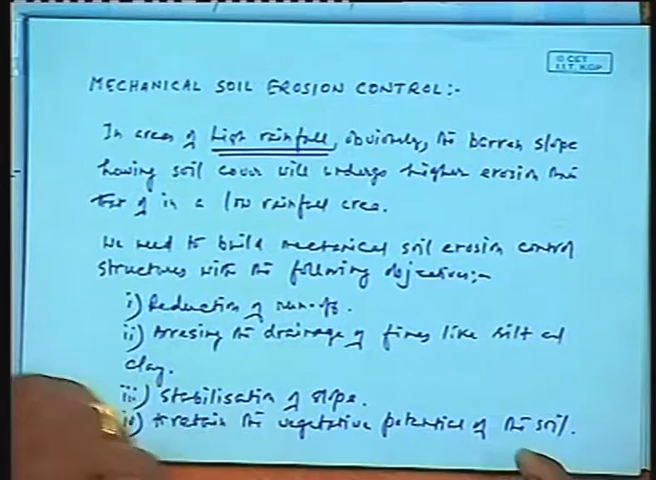 © CET
I.I.T. KGP
MECHANICAL SOIL EROSION CONTROL:-
In areas of high rainfall, obviously, the barren slope
having soil cover will undergo higher erosion than
that of in a low rainfall area.
We need to build mechanical soil erosion control
structures with the following objectives:-
i) Reduction of run-off.
ii) Arresing the drainage of fines like silt and
clay.
iii) Stabilisation of slope.
iv) To retain the vegetative potential of the soil.